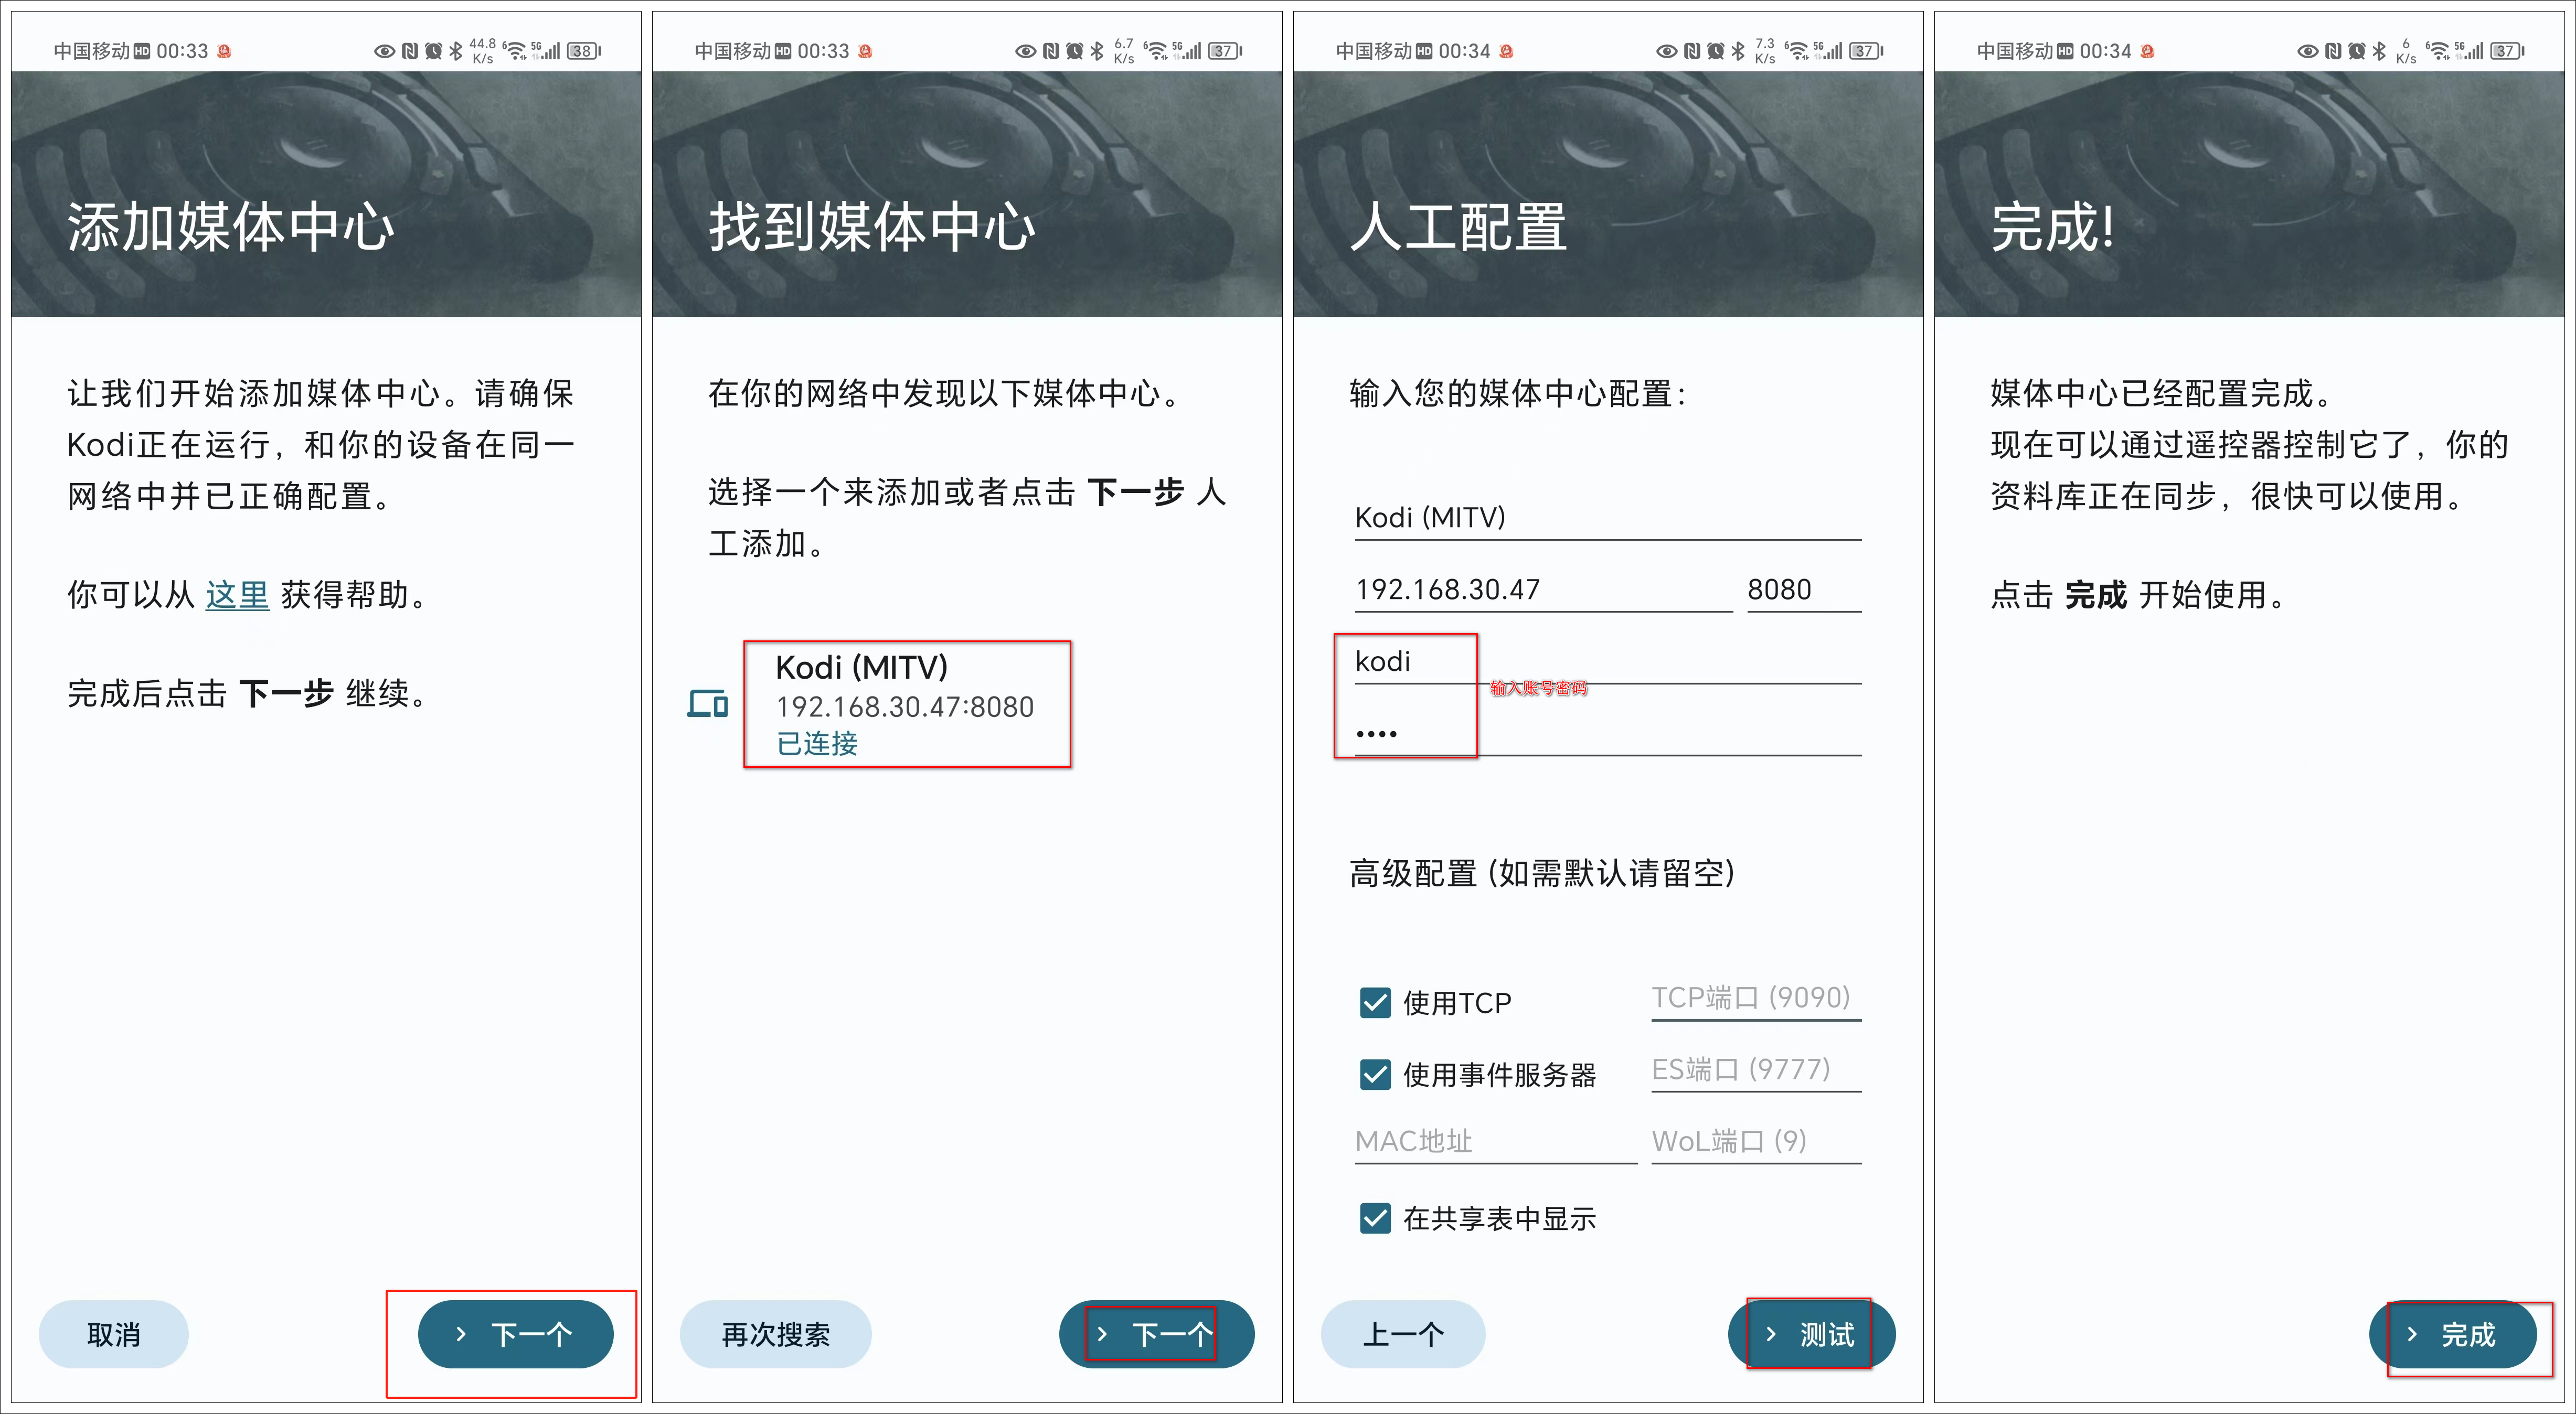 中国移动 HD 00:33
44.8 K/s 6 5G 38
添加媒体中心
让我们开始添加媒体中心。请确保
Kodi正在运行，和你的设备在同一
网络中并已正确配置。
你可以从 这里 获得帮助。
完成后点击 下一步 继续。
取消
下一个
中国移动 HD 00:33
6.7 K/s 6 5G 37
找到媒体中心
在你的网络中发现以下媒体中心。
选择一个来添加或者点击 下一步 人
工添加。
Kodi (MITV)
192.168.30.47:8080
已连接
再次搜索
下一个
中国移动 HD 00:34
7.3 K/s 6 5G 37
人工配置
输入您的媒体中心配置：
Kodi (MITV)
192.168.30.47 8080
kodi
输入账号密码
••••
高级配置 (如需默认请留空)
使用TCP TCP端口 (9090)
使用事件服务器 ES端口 (9777)
MAC地址 WoL端口 (9)
在共享表中显示
上一个
测试
中国移动 HD 00:34
6 K/s 6 5G 37
完成!
媒体中心已经配置完成。
现在可以通过遥控器控制它了，你的
资料库正在同步，很快可以使用。
点击 完成 开始使用。
完成